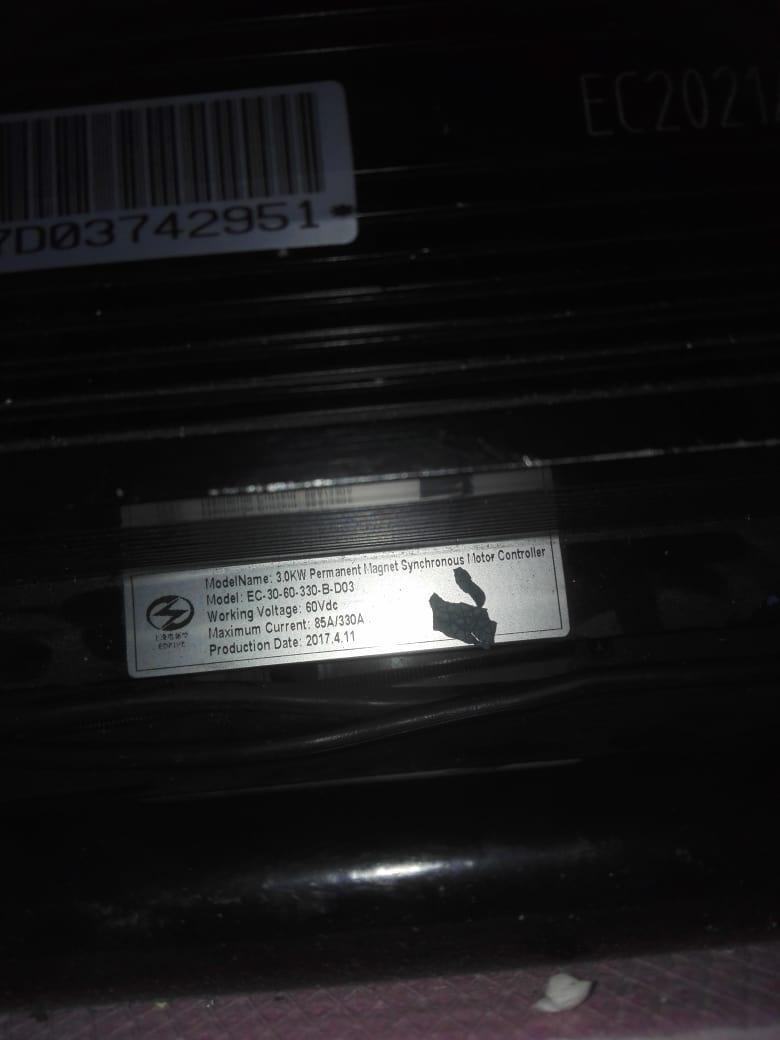 EC2021
7D03742951
ModelName: 3.0KW Permanent Magnet Synchronous Motor Controller
Model: EC-30-60-330-B-D03
Working Voltage: 60Vdc
Maximum Current: 85A/330A
Production Date: 2017.4.11